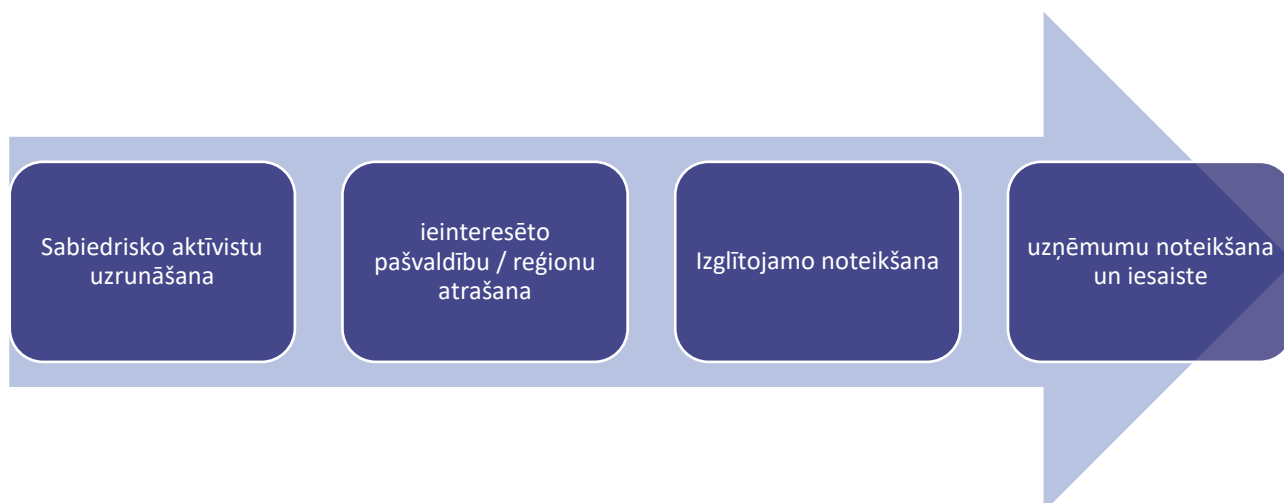 Sabiedrisko aktīvistu
uzrunāšana
ieinteresēto
pašvaldību / reģionu
atrašana
Izglītojamo noteikšana
uzņēmumu noteikšana
un iesaiste